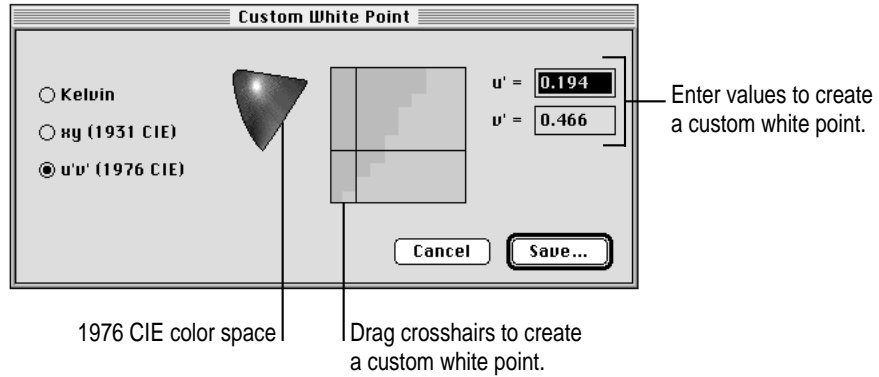 Custom White Point
Kelvin
xy (1931 CIE)
u'v' (1976 CIE)
u' = 0.194
v' = 0.466
Enter values to create
a custom white point.
Cancel
Save...
1976 CIE color space
Drag crosshairs to create
a custom white point.